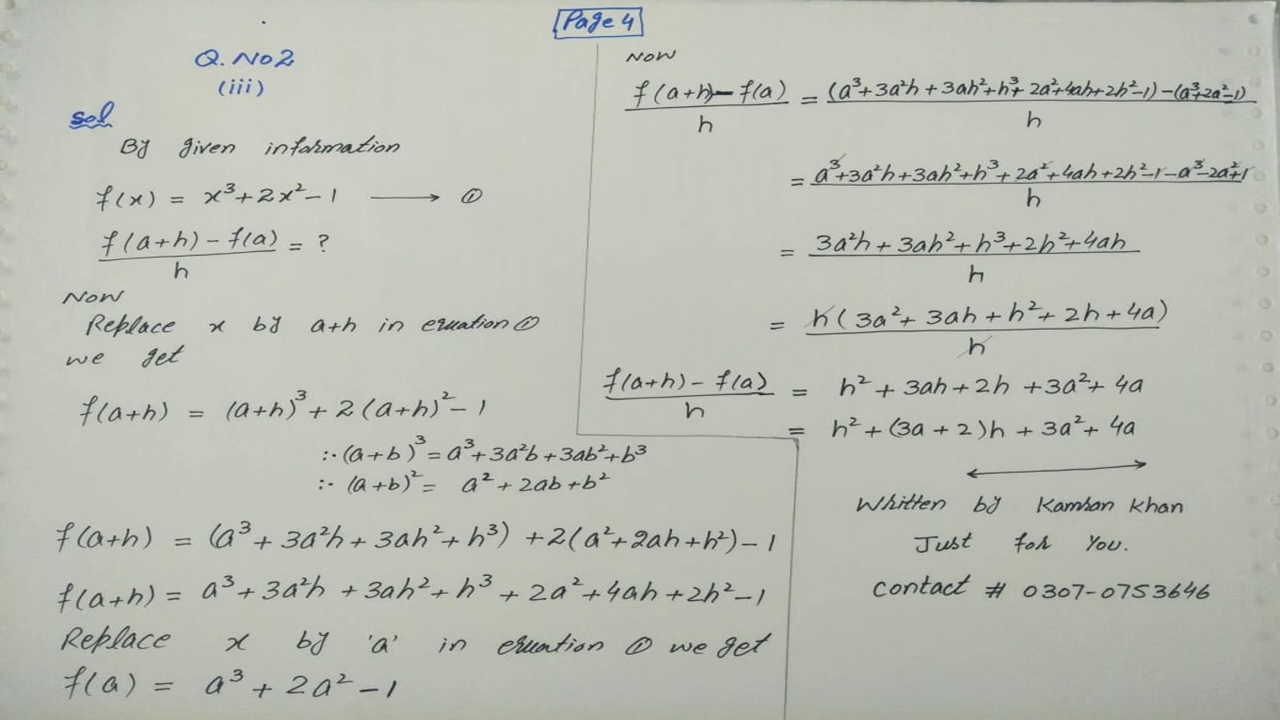 Page 4
Q. No2
(iii)
sol
By given information
f(x) = x³+2x²-1 ⟶ ①
f(a+h) - f(a) / h = ?
Now
Replace x by a+h in equation ①
we get
f(a+h) = (a+h)³+2(a+h)²-1
∵ (a+b)³ = a³+3a²b+3ab²+b³
∵ (a+b)² = a²+2ab+b²
f(a+h) = (a³+3a²h+3ah²+h³)+2(a²+2ah+h²)-1
f(a+h) = a³+3a²h+3ah²+h³+2a²+4ah+2h²-1
Replace x by 'a' in equation ① we get
f(a) = a³+2a²-1
Now
f(a+h)-f(a) / h = (a³+3a²h+3ah²+h³+2a²+4ah+2h²-1)-(a³+2a²-1) / h
= a³+3a²h+3ah²+h³+2a²+4ah+2h²-1-a³-2a²+1 / h
= 3a²h+3ah²+h³+2h²+4ah / h
= h(3a²+3ah+h²+2h+4a) / h
f(a+h)-f(a) / h = h²+3ah+2h+3a²+4a
= h²+(3a+2)h+3a²+4a
Whritten by Kamran Khan
Just for You.
Contact # 0307-0753646